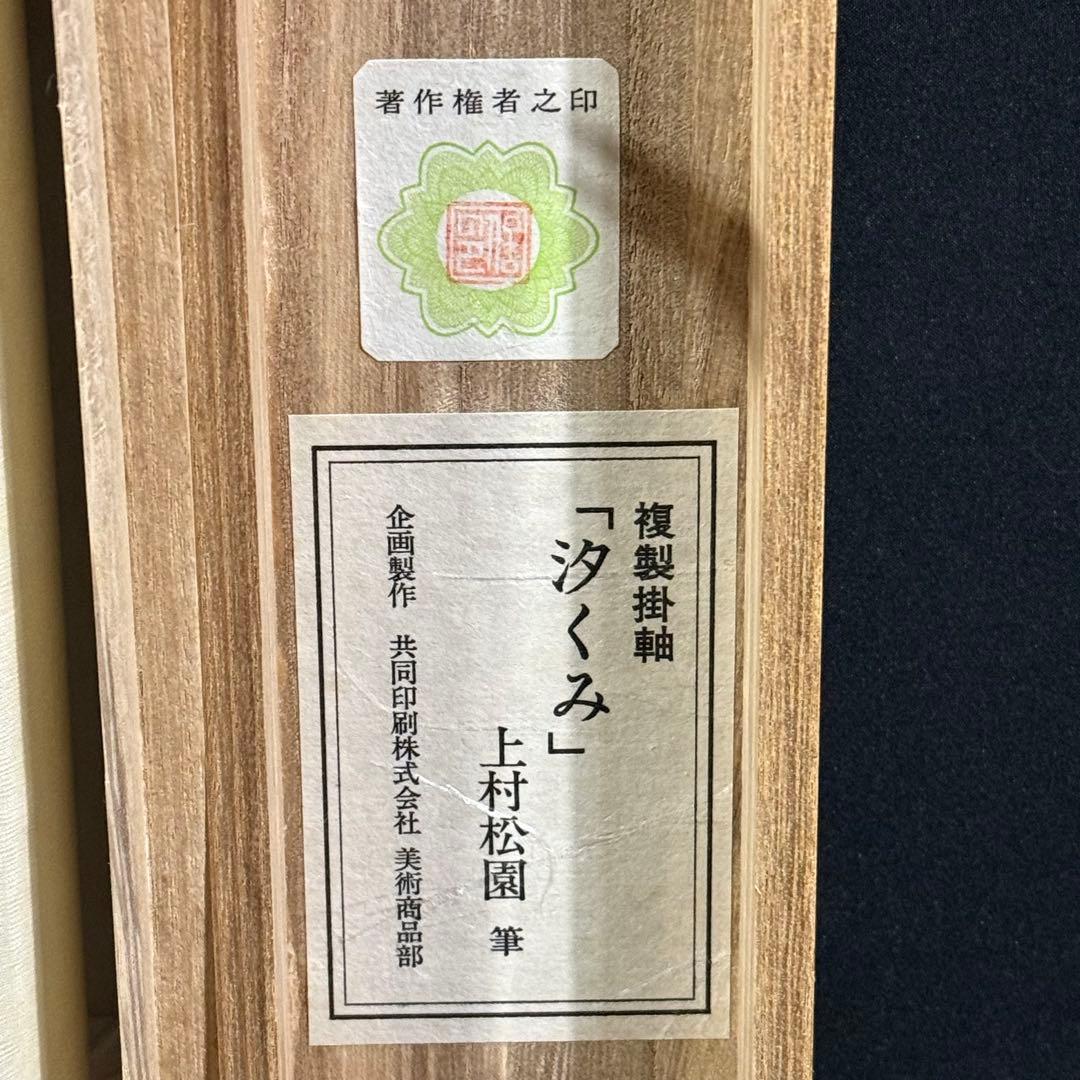 著作権者之印
複製掛軸
「汐くみ」
上村松園 筆
企画製作 共同印刷株式会社 美術商品部